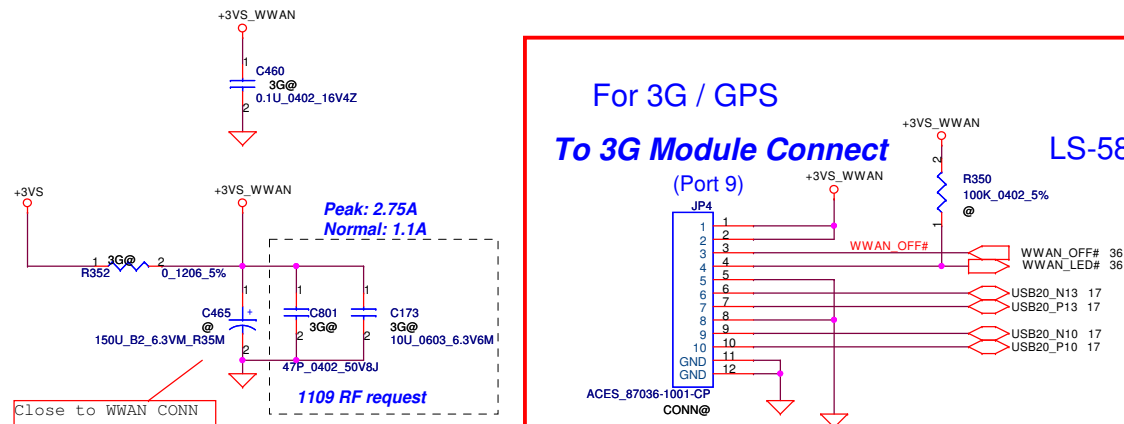 +3VS_WWAN
1
C460
3G@
0.1U_0402_16V4Z
2
+3VS
+3VS_WWAN
Peak: 2.75A
Normal: 1.1A
1
3G@
2
R352
0_1206_5%
1
C465
+
@
150U_B2_6.3VM_R35M
2
1
C801
3G@
2
47P_0402_50V8J
1
C173
3G@
10U_0603_6.3V6M
2
1109 RF request
Close to WWAN CONN
For 3G / GPS
To 3G Module Connect
(Port 9)
LS-58
+3VS_WWAN
2
R350
100K_0402_5%
@
1
+3VS_WWAN
JP4
1 1
2 2
3 3
4 4
5 5
6 6
7 7
8 8
9 9
10 10
GND 11
GND 12
ACES_87036-1001-CP
CONN@
WWAN_OFF#
WWAN_OFF# 36
WWAN_LED# 36
USB20_N13 17
USB20_P13 17
USB20_N10 17
USB20_P10 17